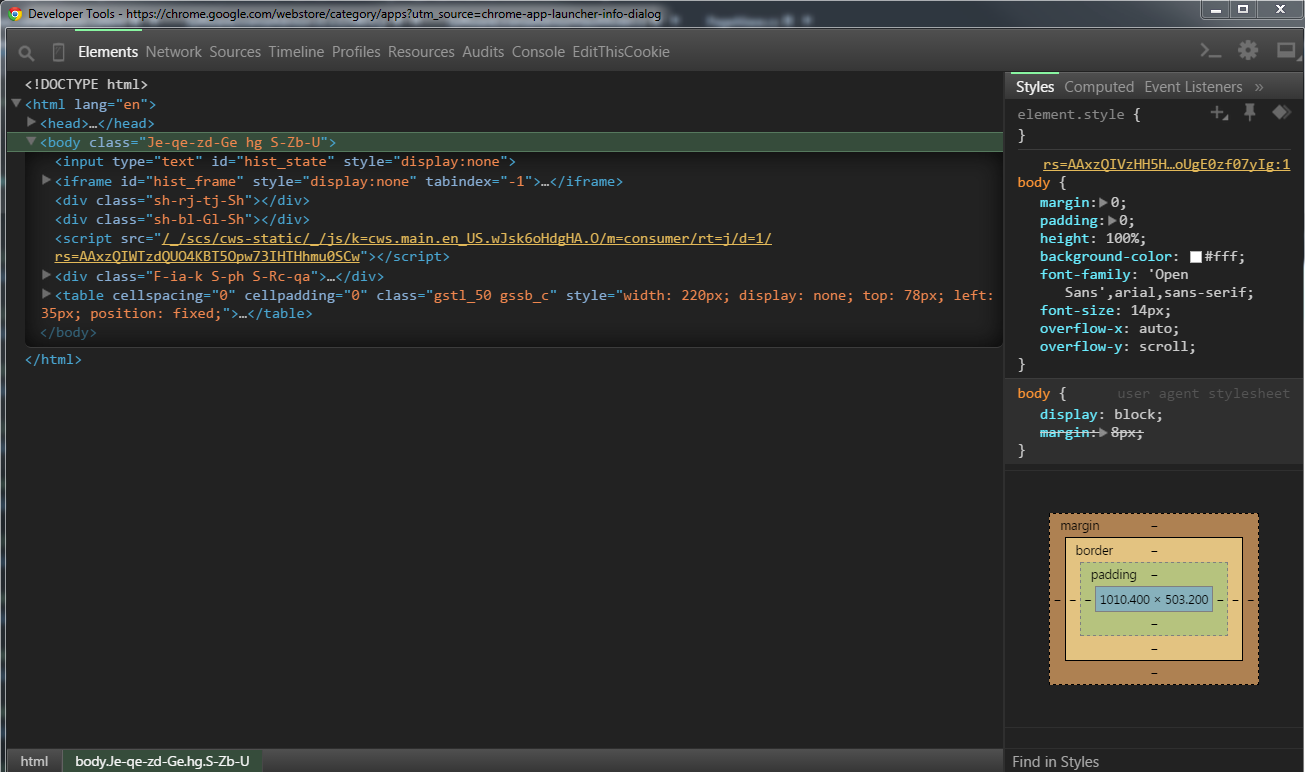 Developer Tools - https://chrome.google.com/webstore/category/apps?utm_source=chrome-app-launcher-info-dialog
Elements Network Sources Timeline Profiles Resources Audits Console EditThisCookie
<!DOCTYPE html>
<html lang="en">
<head>…</head>
<body class="Je-qe-zd-Ge hg S-Zb-U">
<input type="text" id="hist_state" style="display:none">
<iframe id="hist_frame" style="display:none" tabindex="-1">…</iframe>
<div class="sh-rj-tj-Sh"></div>
<div class="sh-bl-Gl-Sh"></div>
<script src="/_/scs/cws-static/_/js/k=cws.main.en_US.wJsk6oHdgHA.O/m=consumer/rt=j/d=1/
rs=AAxzQIWTzdQUO4KBT5Opw73IHTHhmu0SCw"></script>
<div class="F-ia-k S-ph S-Rc-qa">…</div>
<table cellspacing="0" cellpadding="0" class="gstl_50 gssb_c" style="width: 220px; display: none; top: 78px; left:
35px; position: fixed;">…</table>
</body>
</html>
Styles Computed Event Listeners »
element.style {
}
rs=AAxzQIVzHH5H…oUgE0zf07yIg:1
body {
margin: 0;
padding: 0;
height: 100%;
background-color: #fff;
font-family: 'Open
Sans',arial,sans-serif;
font-size: 14px;
overflow-x: auto;
overflow-y: scroll;
}
body { user agent stylesheet
display: block;
margin: 8px;
}
margin –
border –
padding –
– – – 1010.400 × 503.200 – – –
–
–
–
html body.Je-qe-zd-Ge.hg.S-Zb-U
Find in Styles